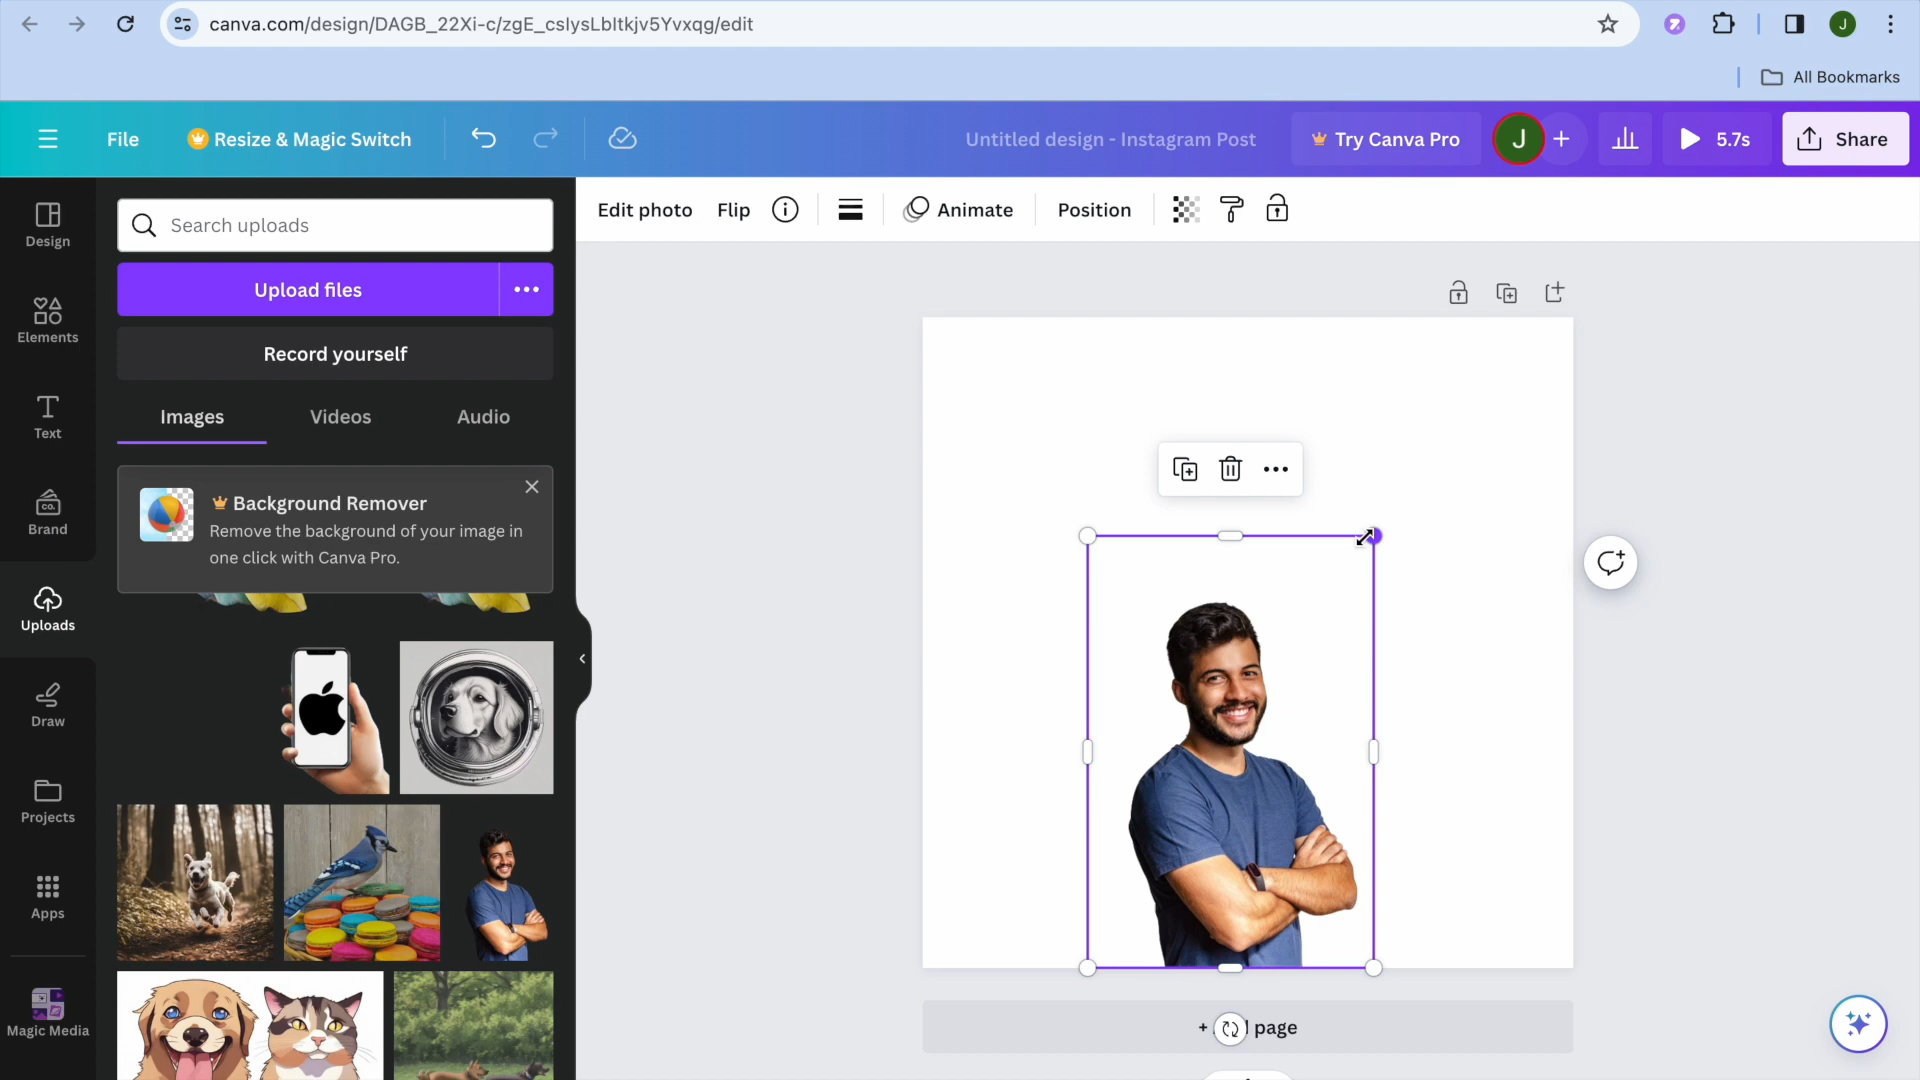 canva.com/design/DAGB_22Xi-c/zgE_cslysLbltkjv5Yvxqg/edit
J
All Bookmarks
File
Resize & Magic Switch
Untitled design - Instagram Post
Try Canva Pro
J
+
5.7s
Share
Design
Elements
Text
Brand
Uploads
Draw
Projects
Apps
Magic Media
Search uploads
Upload files
Record yourself
Images
Videos
Audio
Background Remover
Remove the background of your image in
one click with Canva Pro.
Edit photo
Flip
Animate
Position
+ page